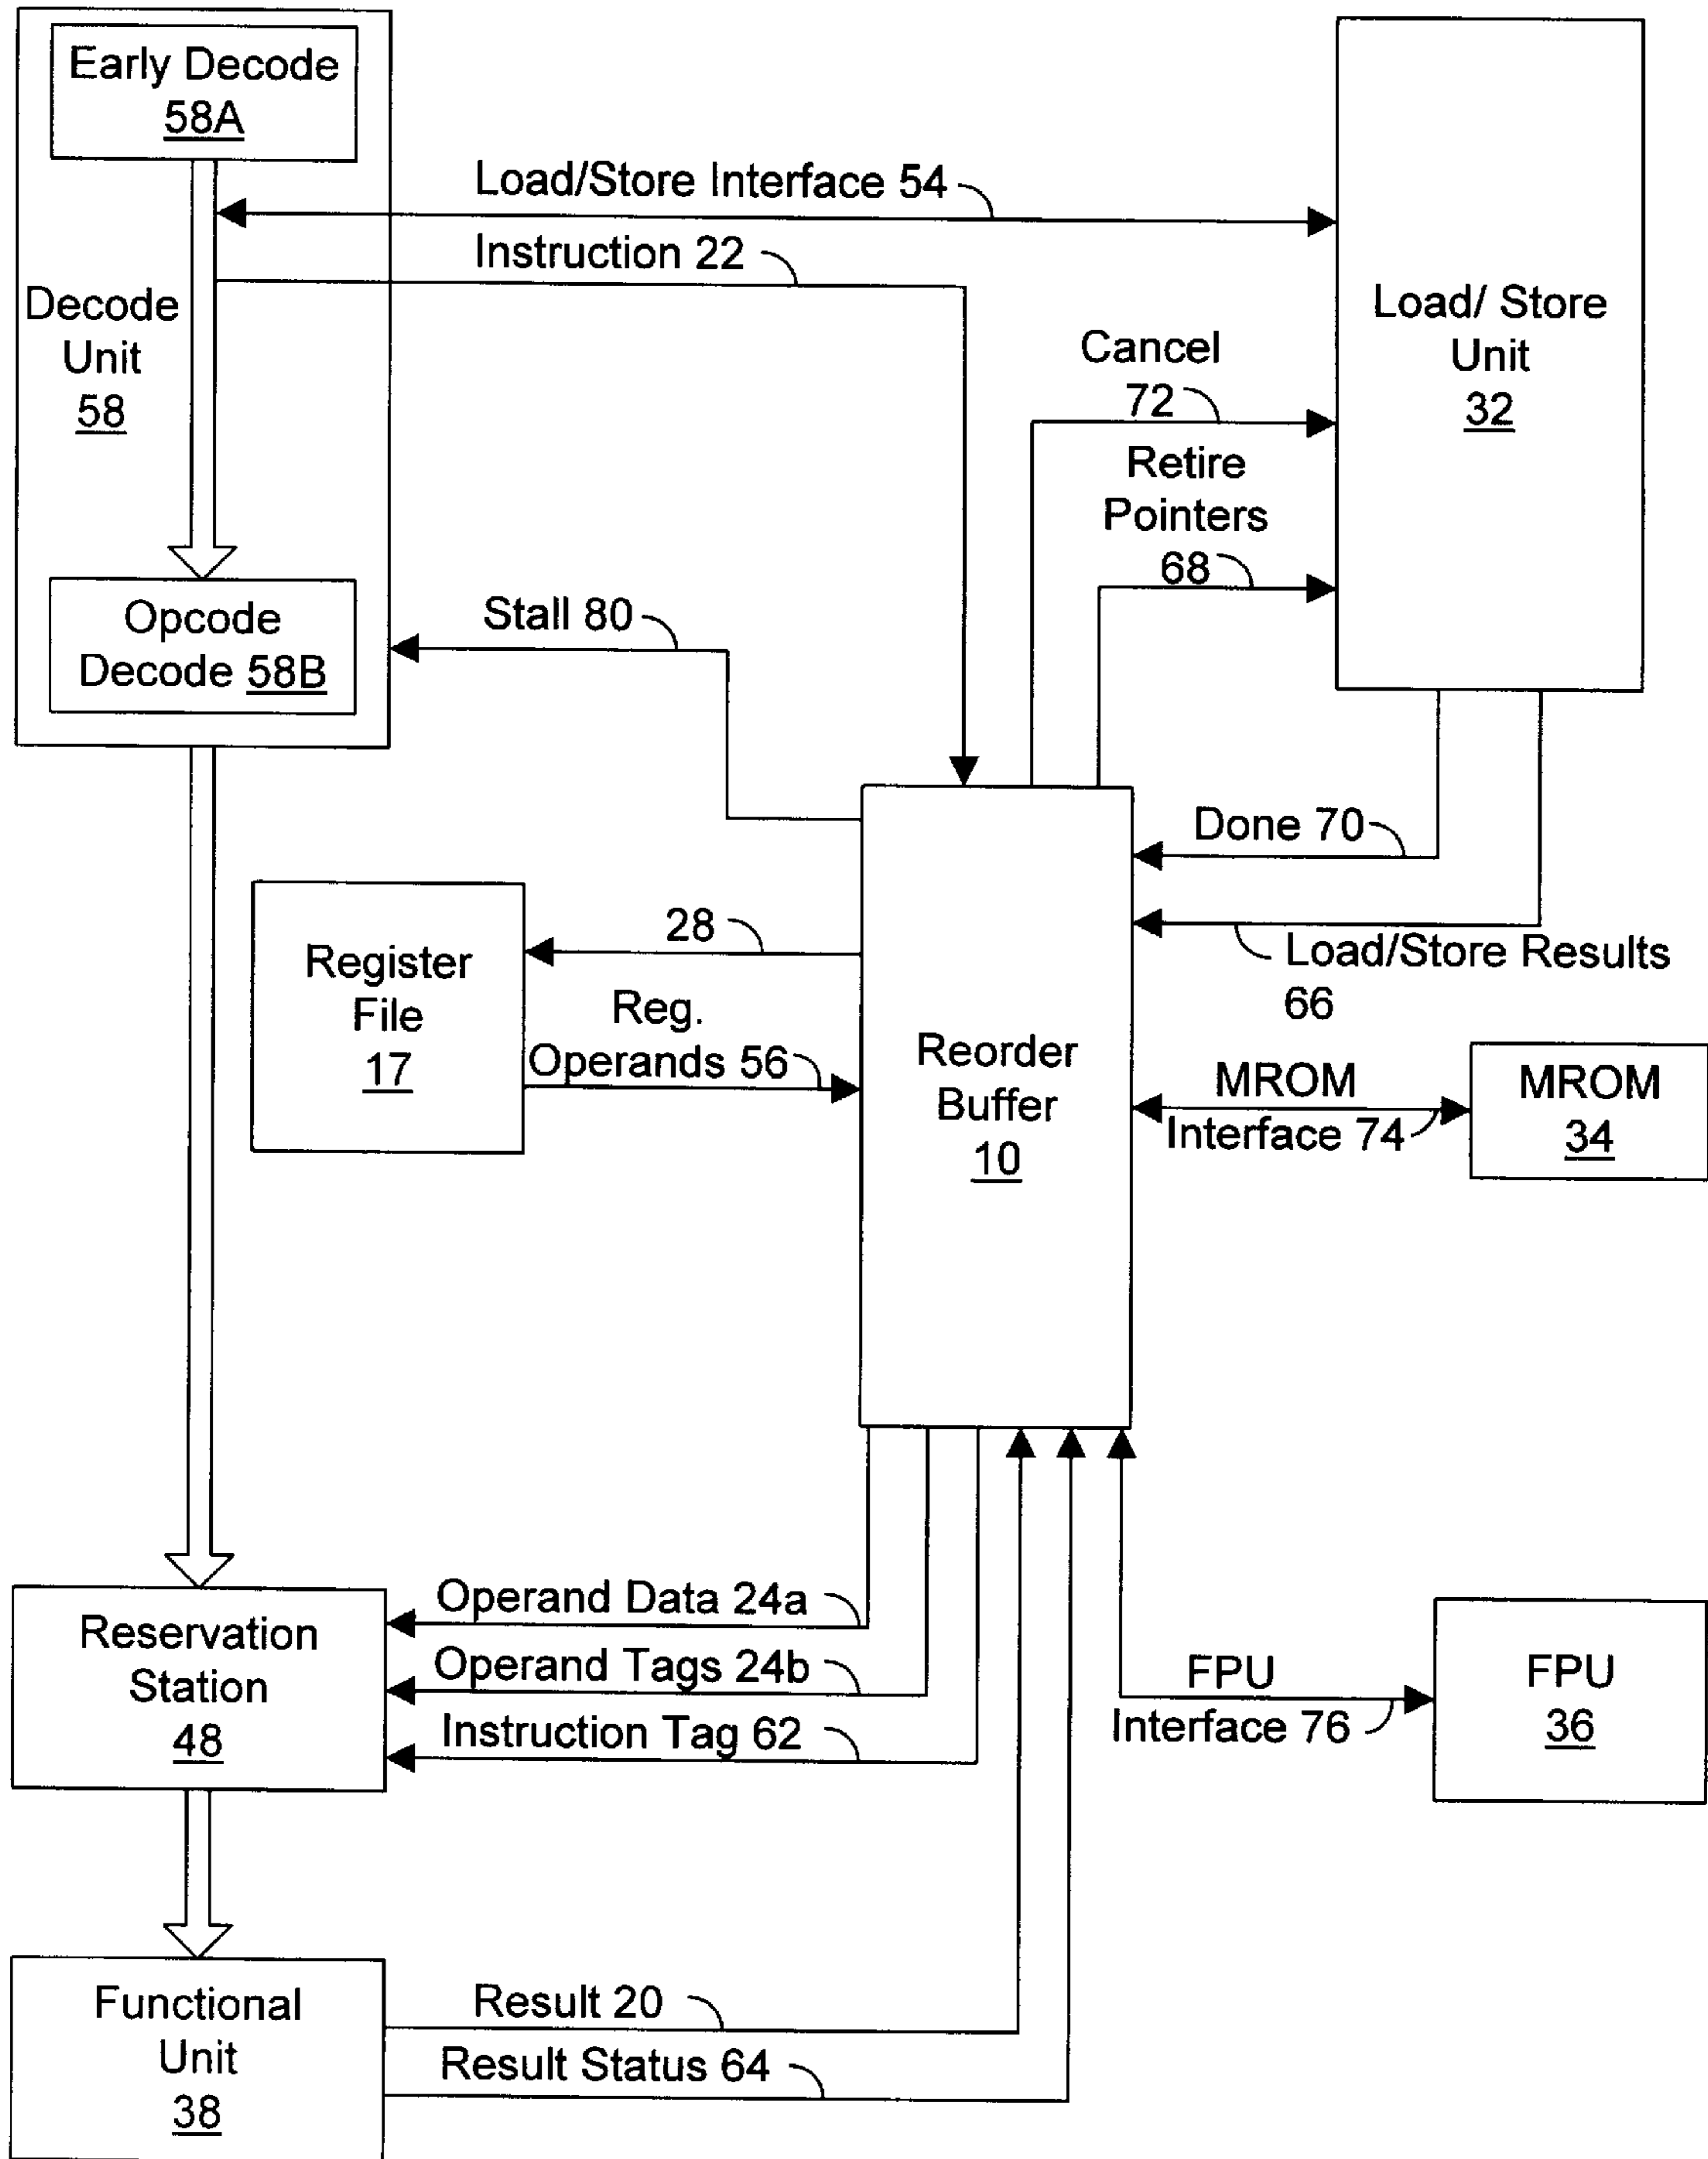 Early Decode
58A
Load/Store Interface 54
Instruction 22
Decode
Unit
58
Load/ Store
Unit
32
Cancel
72
Retire
Pointers
68
Opcode
Decode 58B
Stall 80
Done 70
28
Load/Store Results
66
Register
File
17
Reg.
Operands 56
Reorder
Buffer
10
MROM
Interface 74
MROM
34
Operand Data 24a
Operand Tags 24b
Instruction Tag 62
Reservation
Station
48
FPU
Interface 76
FPU
36
Functional
Unit
38
Result 20
Result Status 64